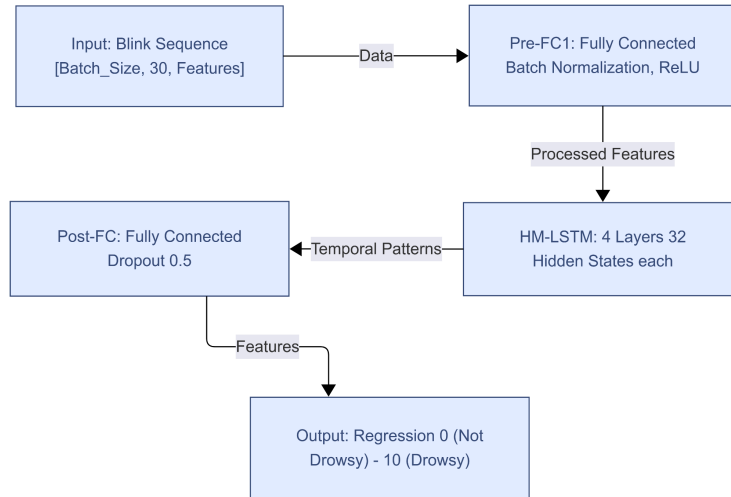 Input: Blink Sequence
[Batch_Size, 30, Features]
Data
Pre-FC1: Fully Connected
Batch Normalization, ReLU
Processed Features
HM-LSTM: 4 Layers 32
Hidden States each
Temporal Patterns
Post-FC: Fully Connected
Dropout 0.5
Features
Output: Regression 0 (Not
Drowsy) - 10 (Drowsy)